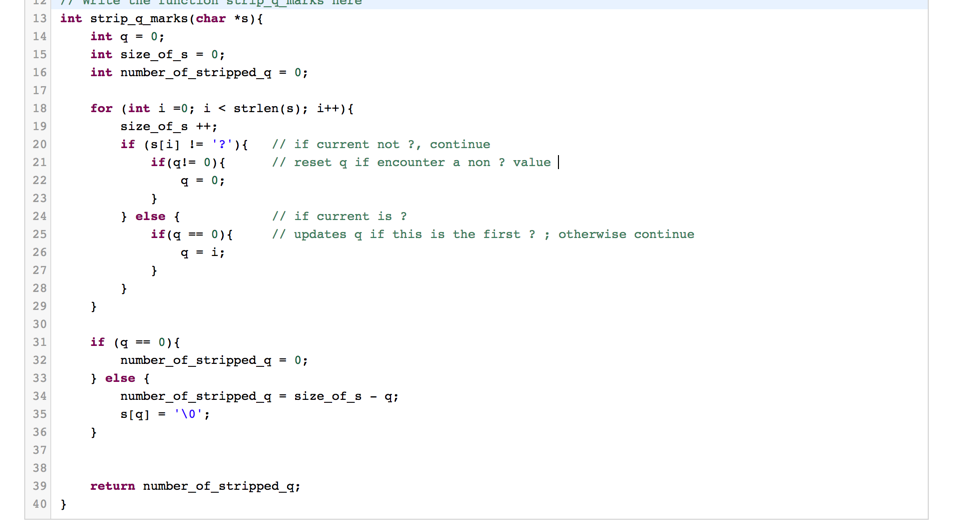 12 // Write the function strip_q_marks here
13 int strip_q_marks(char *s){
14 int q = 0;
15 int size_of_s = 0;
16 int number_of_stripped_q = 0;
17
18 for (int i =0; i < strlen(s); i++){
19 size_of_s ++;
20 if (s[i] != '?'){ // if current not ?, continue
21 if(q!= 0){ // reset q if encounter a non ? value
22 q = 0;
23 }
24 } else { // if current is ?
25 if(q == 0){ // updates q if this is the first ? ; otherwise continue
26 q = i;
27 }
28 }
29 }
30
31 if (q == 0){
32 number_of_stripped_q = 0;
33 } else {
34 number_of_stripped_q = size_of_s - q;
35 s[q] = '\0';
36 }
37
38
39 return number_of_stripped_q;
40 }